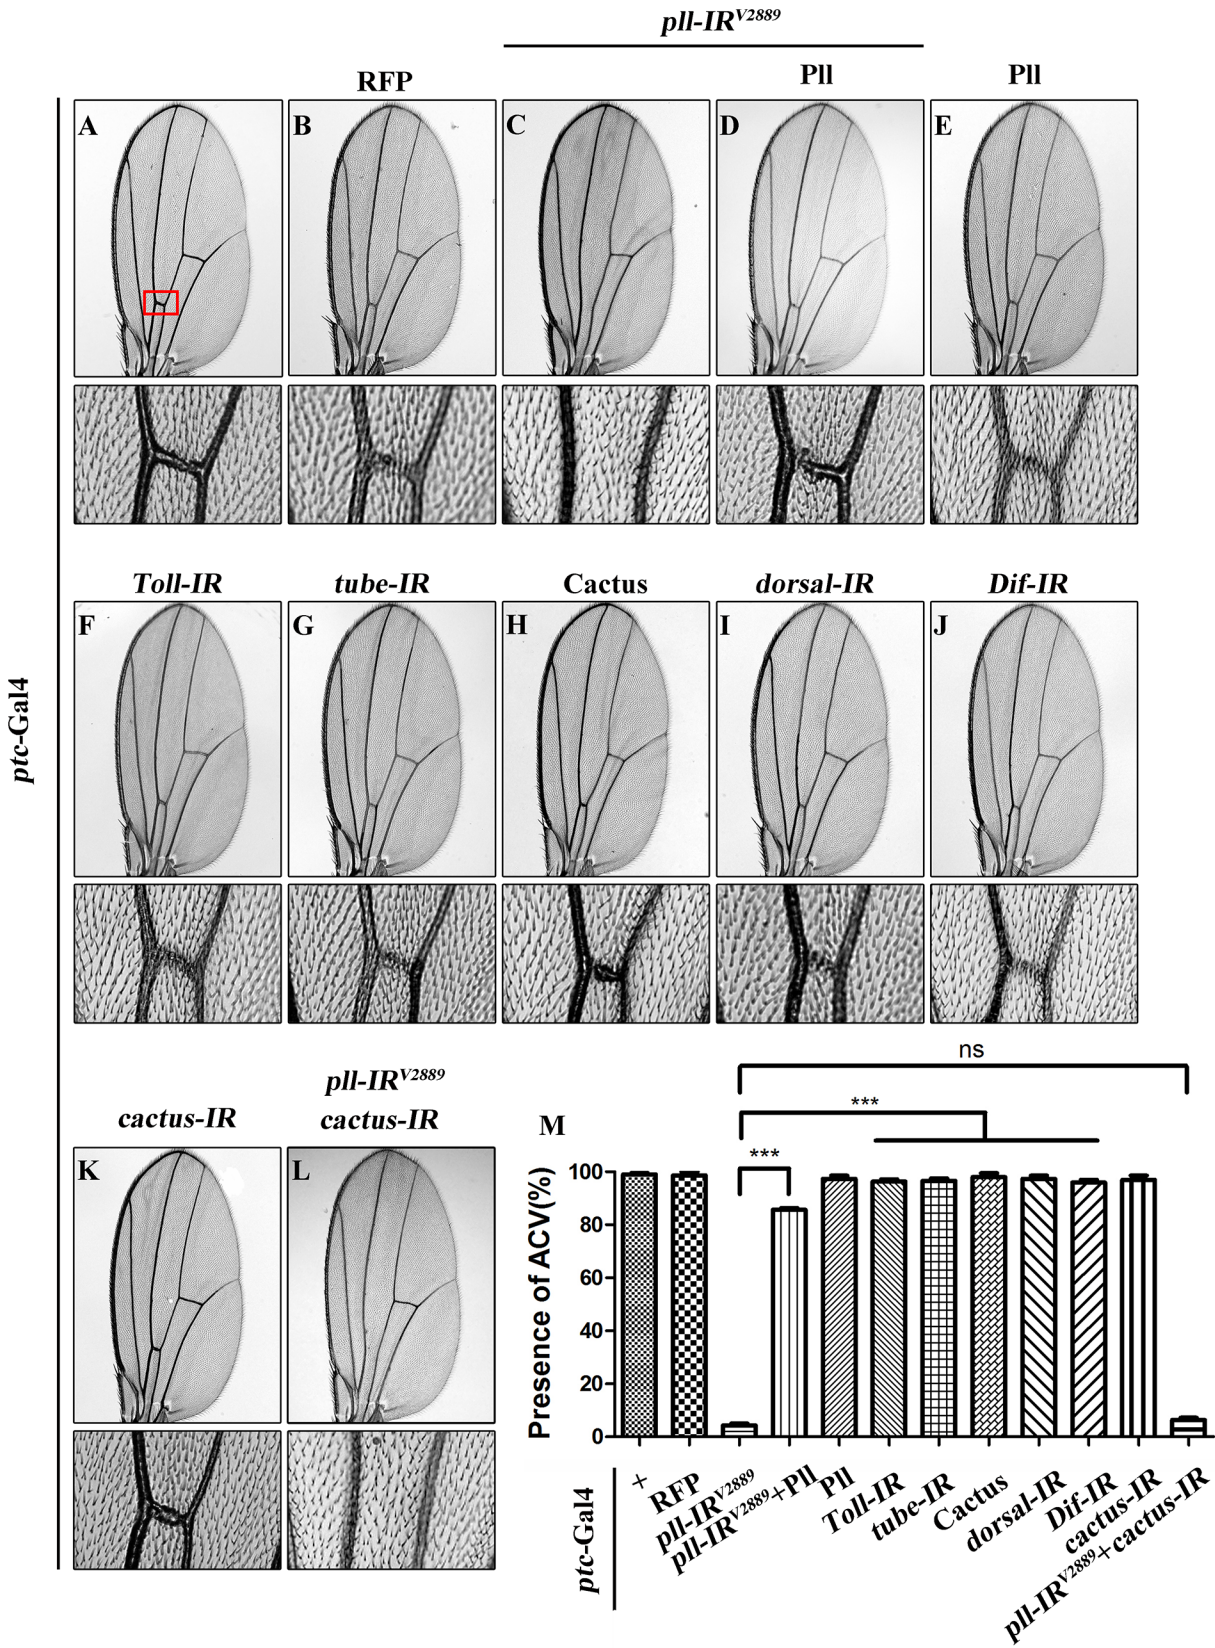 pll-IR^V2889
RFP Pll Pll
A B C D E
ptc-Gal4
Toll-IR tube-IR Cactus dorsal-IR Dif-IR
F G H I J
pll-IR^V2889
cactus-IR cactus-IR
K L M
ns
***
***
Presence of ACV(%)
100
80
60
40
20
0
+
RFP
pll-IR^V2889
pll-IR^V2889+Pll
Pll
Toll-IR
tube-IR
Cactus
dorsal-IR
Dif-IR
cactus-IR
pll-IR^V2889+cactus-IR
ptc-Gal4